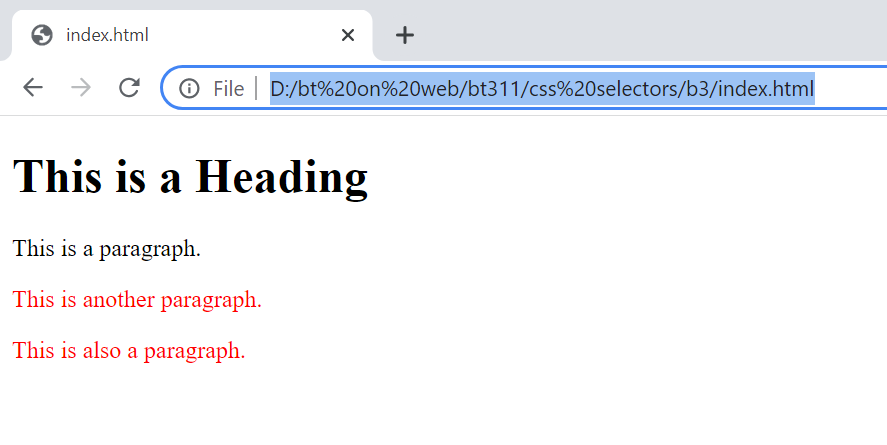 index.html
File
D:/bt%20on%20web/bt311/css%20selectors/b3/index.html
This is a Heading
This is a paragraph.
This is another paragraph.
This is also a paragraph.